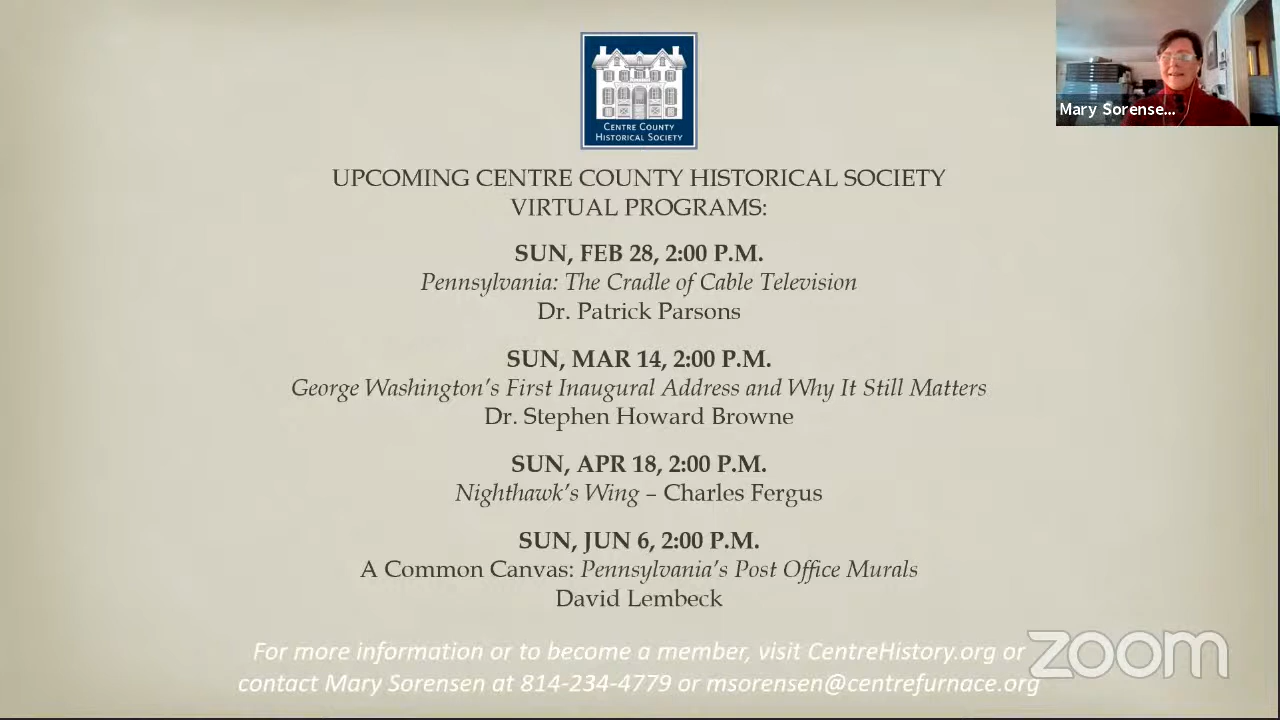 Mary Sorense...
CENTRE COUNTY
HISTORICAL SOCIETY
UPCOMING CENTRE COUNTY HISTORICAL SOCIETY
VIRTUAL PROGRAMS:
SUN, FEB 28, 2:00 P.M.
Pennsylvania: The Cradle of Cable Television
Dr. Patrick Parsons
SUN, MAR 14, 2:00 P.M.
George Washington’s First Inaugural Address and Why It Still Matters
Dr. Stephen Howard Browne
SUN, APR 18, 2:00 P.M.
Nighthawk’s Wing – Charles Fergus
SUN, JUN 6, 2:00 P.M.
A Common Canvas: Pennsylvania’s Post Office Murals
David Lembeck
For more information or to become a member, visit CentreHistory.org or
contact Mary Sorensen at 814-234-4779 or msorensen@centrefurnace.org
zoom